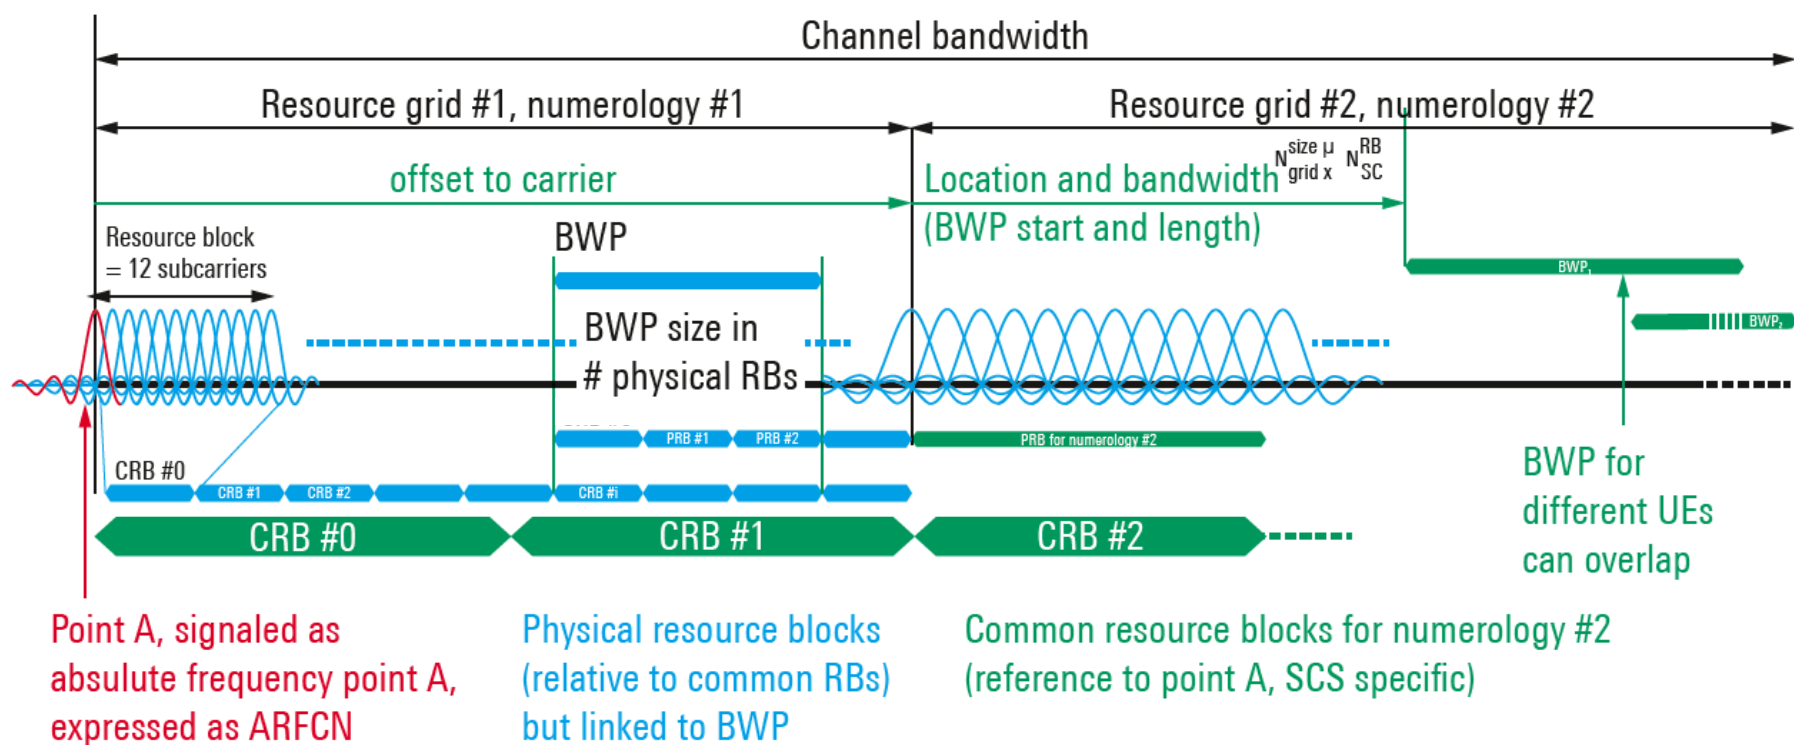 Channel bandwidth
Resource grid #1, numerology #1
Resource grid #2, numerology #2
N size µ grid x N RB SC
offset to carrier
Location and bandwidth
(BWP start and length)
Resource block
= 12 subcarriers
BWP
BWP₁
BWP size in
# physical RBs
BWP₂
PRB #1
PRB #2
PRB for numerology #2
BWP for
different UEs
can overlap
CRB #0
CRB #1
CRB #2
CRB #i
CRB #0
CRB #1
CRB #2
Point A, signaled as
absulute frequency point A,
expressed as ARFCN
Physical resource blocks
(relative to common RBs)
but linked to BWP
Common resource blocks for numerology #2
(reference to point A, SCS specific)